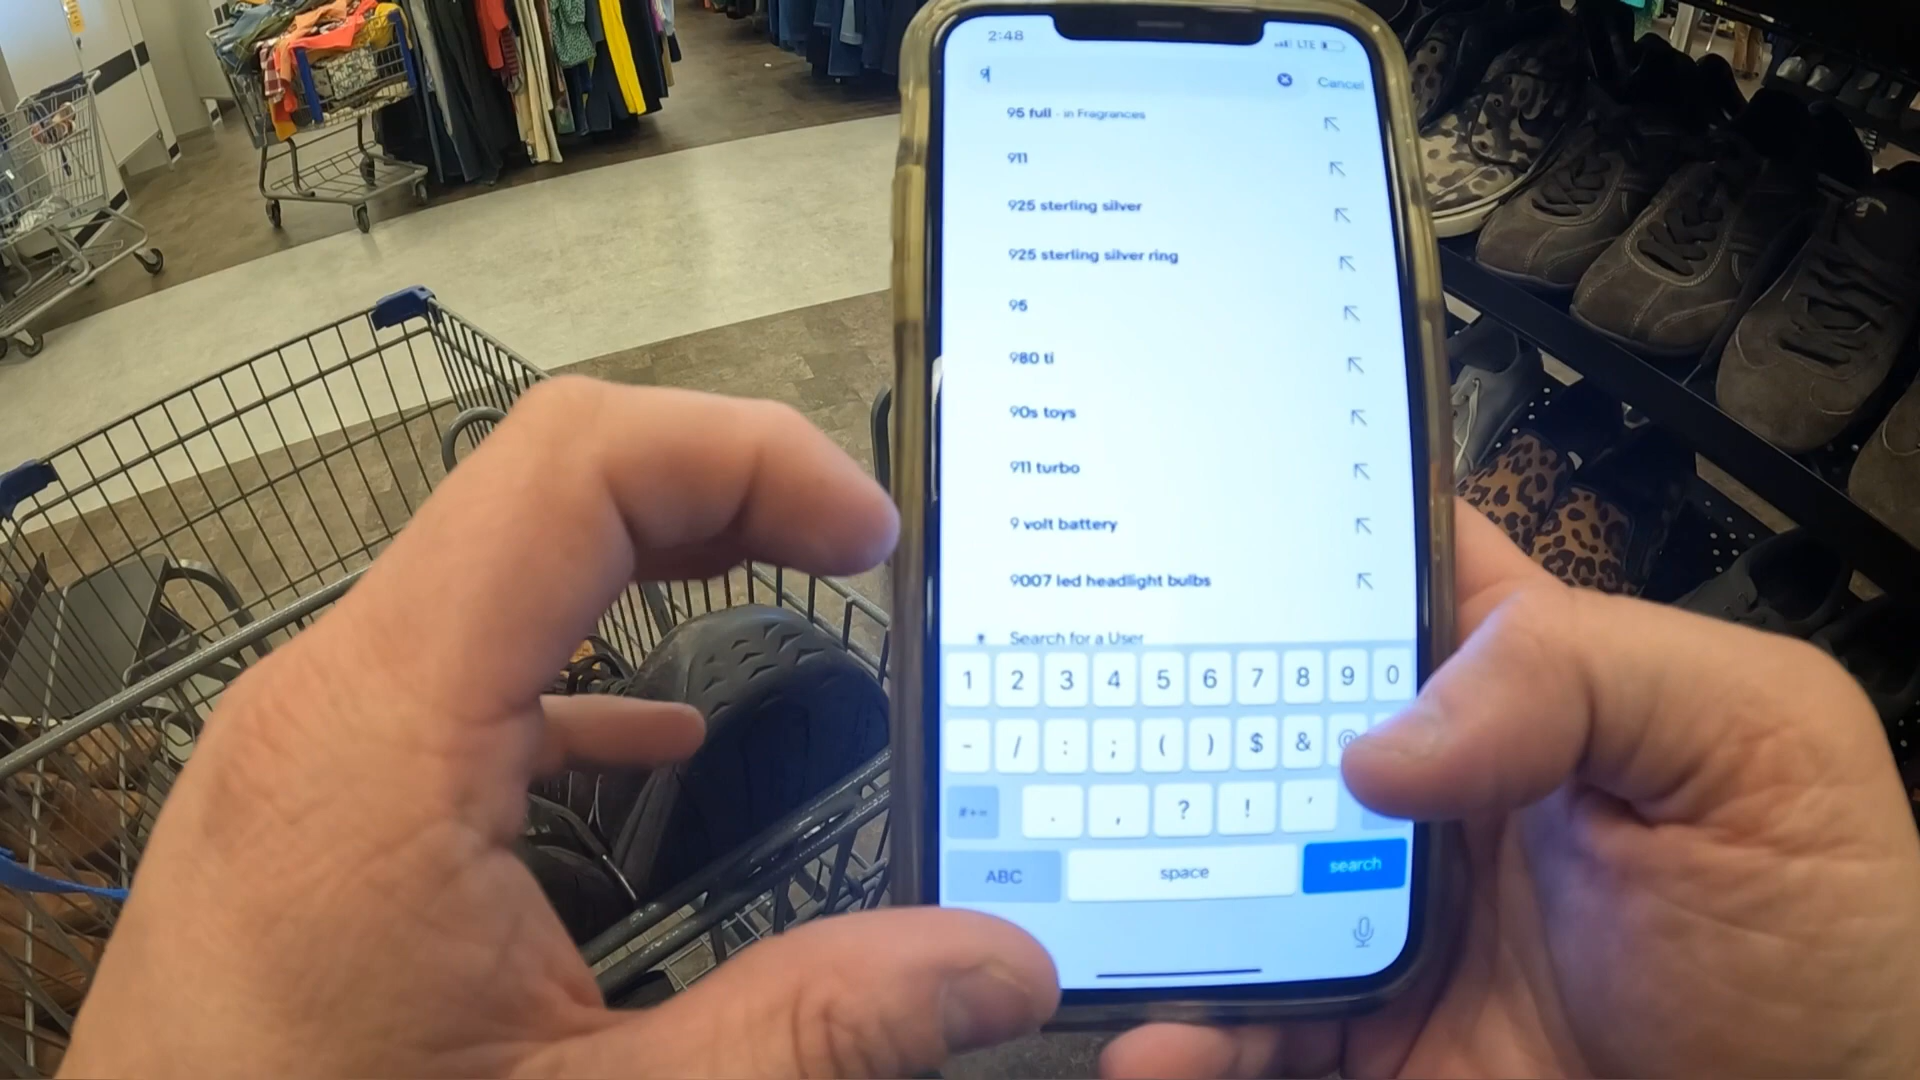 2:48
LTE
9
Cancel
95 full - in Fragrances
911
925 sterling silver
925 sterling silver ring
95
980 ti
90s toys
911 turbo
9 volt battery
9007 led headlight bulbs
Search for a User
1 2 3 4 5 6 7 8 9 0
- / : ; ( ) $ & @
#+=
. , ? ! '
ABC space search